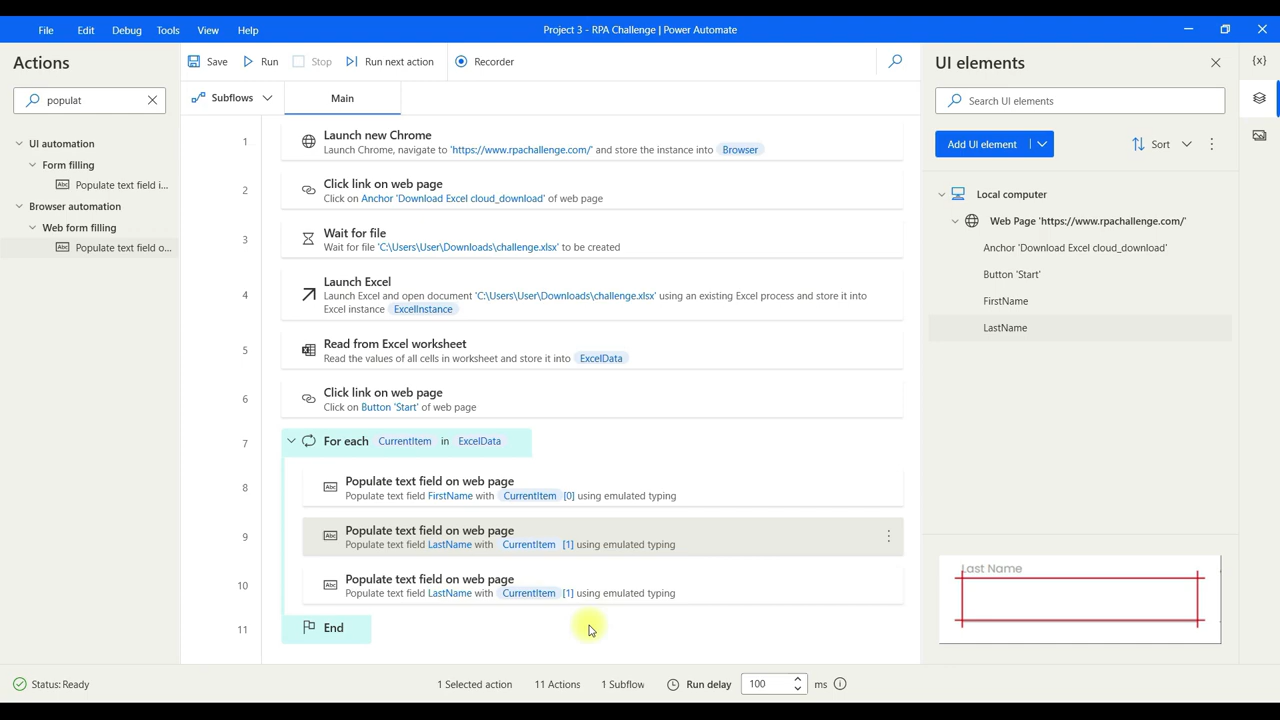 File Edit Debug Tools View Help
Project 3 - RPA Challenge | Power Automate
Actions
populat
UI automation
Form filling
Populate text field i...
Browser automation
Web form filling
Populate text field o...
Save Run Stop Run next action Recorder
Subflows Main
1 Launch new Chrome
Launch Chrome, navigate to 'https://www.rpachallenge.com/' and store the instance into Browser
2 Click link on web page
Click on Anchor 'Download Excel cloud_download' of web page
3 Wait for file
Wait for file 'C:\Users\User\Downloads\challenge.xlsx' to be created
4 Launch Excel
Launch Excel and open document 'C:\Users\User\Downloads\challenge.xlsx' using an existing Excel process and store it into
Excel instance ExcelInstance
5 Read from Excel worksheet
Read the values of all cells in worksheet and store it into ExcelData
6 Click link on web page
Click on Button 'Start' of web page
7 For each CurrentItem in ExcelData
8 Populate text field on web page
Populate text field FirstName with CurrentItem [0] using emulated typing
9 Populate text field on web page
Populate text field LastName with CurrentItem [1] using emulated typing
10 Populate text field on web page
Populate text field LastName with CurrentItem [1] using emulated typing
11 End
UI elements
Search UI elements
Add UI element Sort
Local computer
Web Page 'https://www.rpachallenge.com/'
Anchor 'Download Excel cloud_download'
Button 'Start'
FirstName
LastName
Last Name
{x}
Status: Ready 1 Selected action 11 Actions 1 Subflow Run delay 100 ms